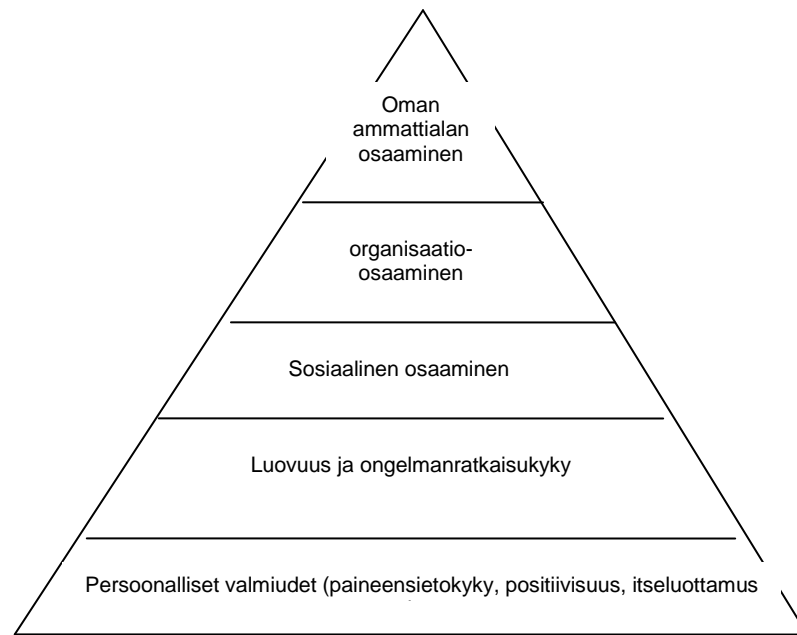 Oman
ammattialan
osaaminen
organisaatio-
osaaminen
Sosiaalinen osaaminen
Luovuus ja ongelmanratkaisukyky
Persoonalliset valmiudet (paineensietokyky, positiivisuus, itseluottamus